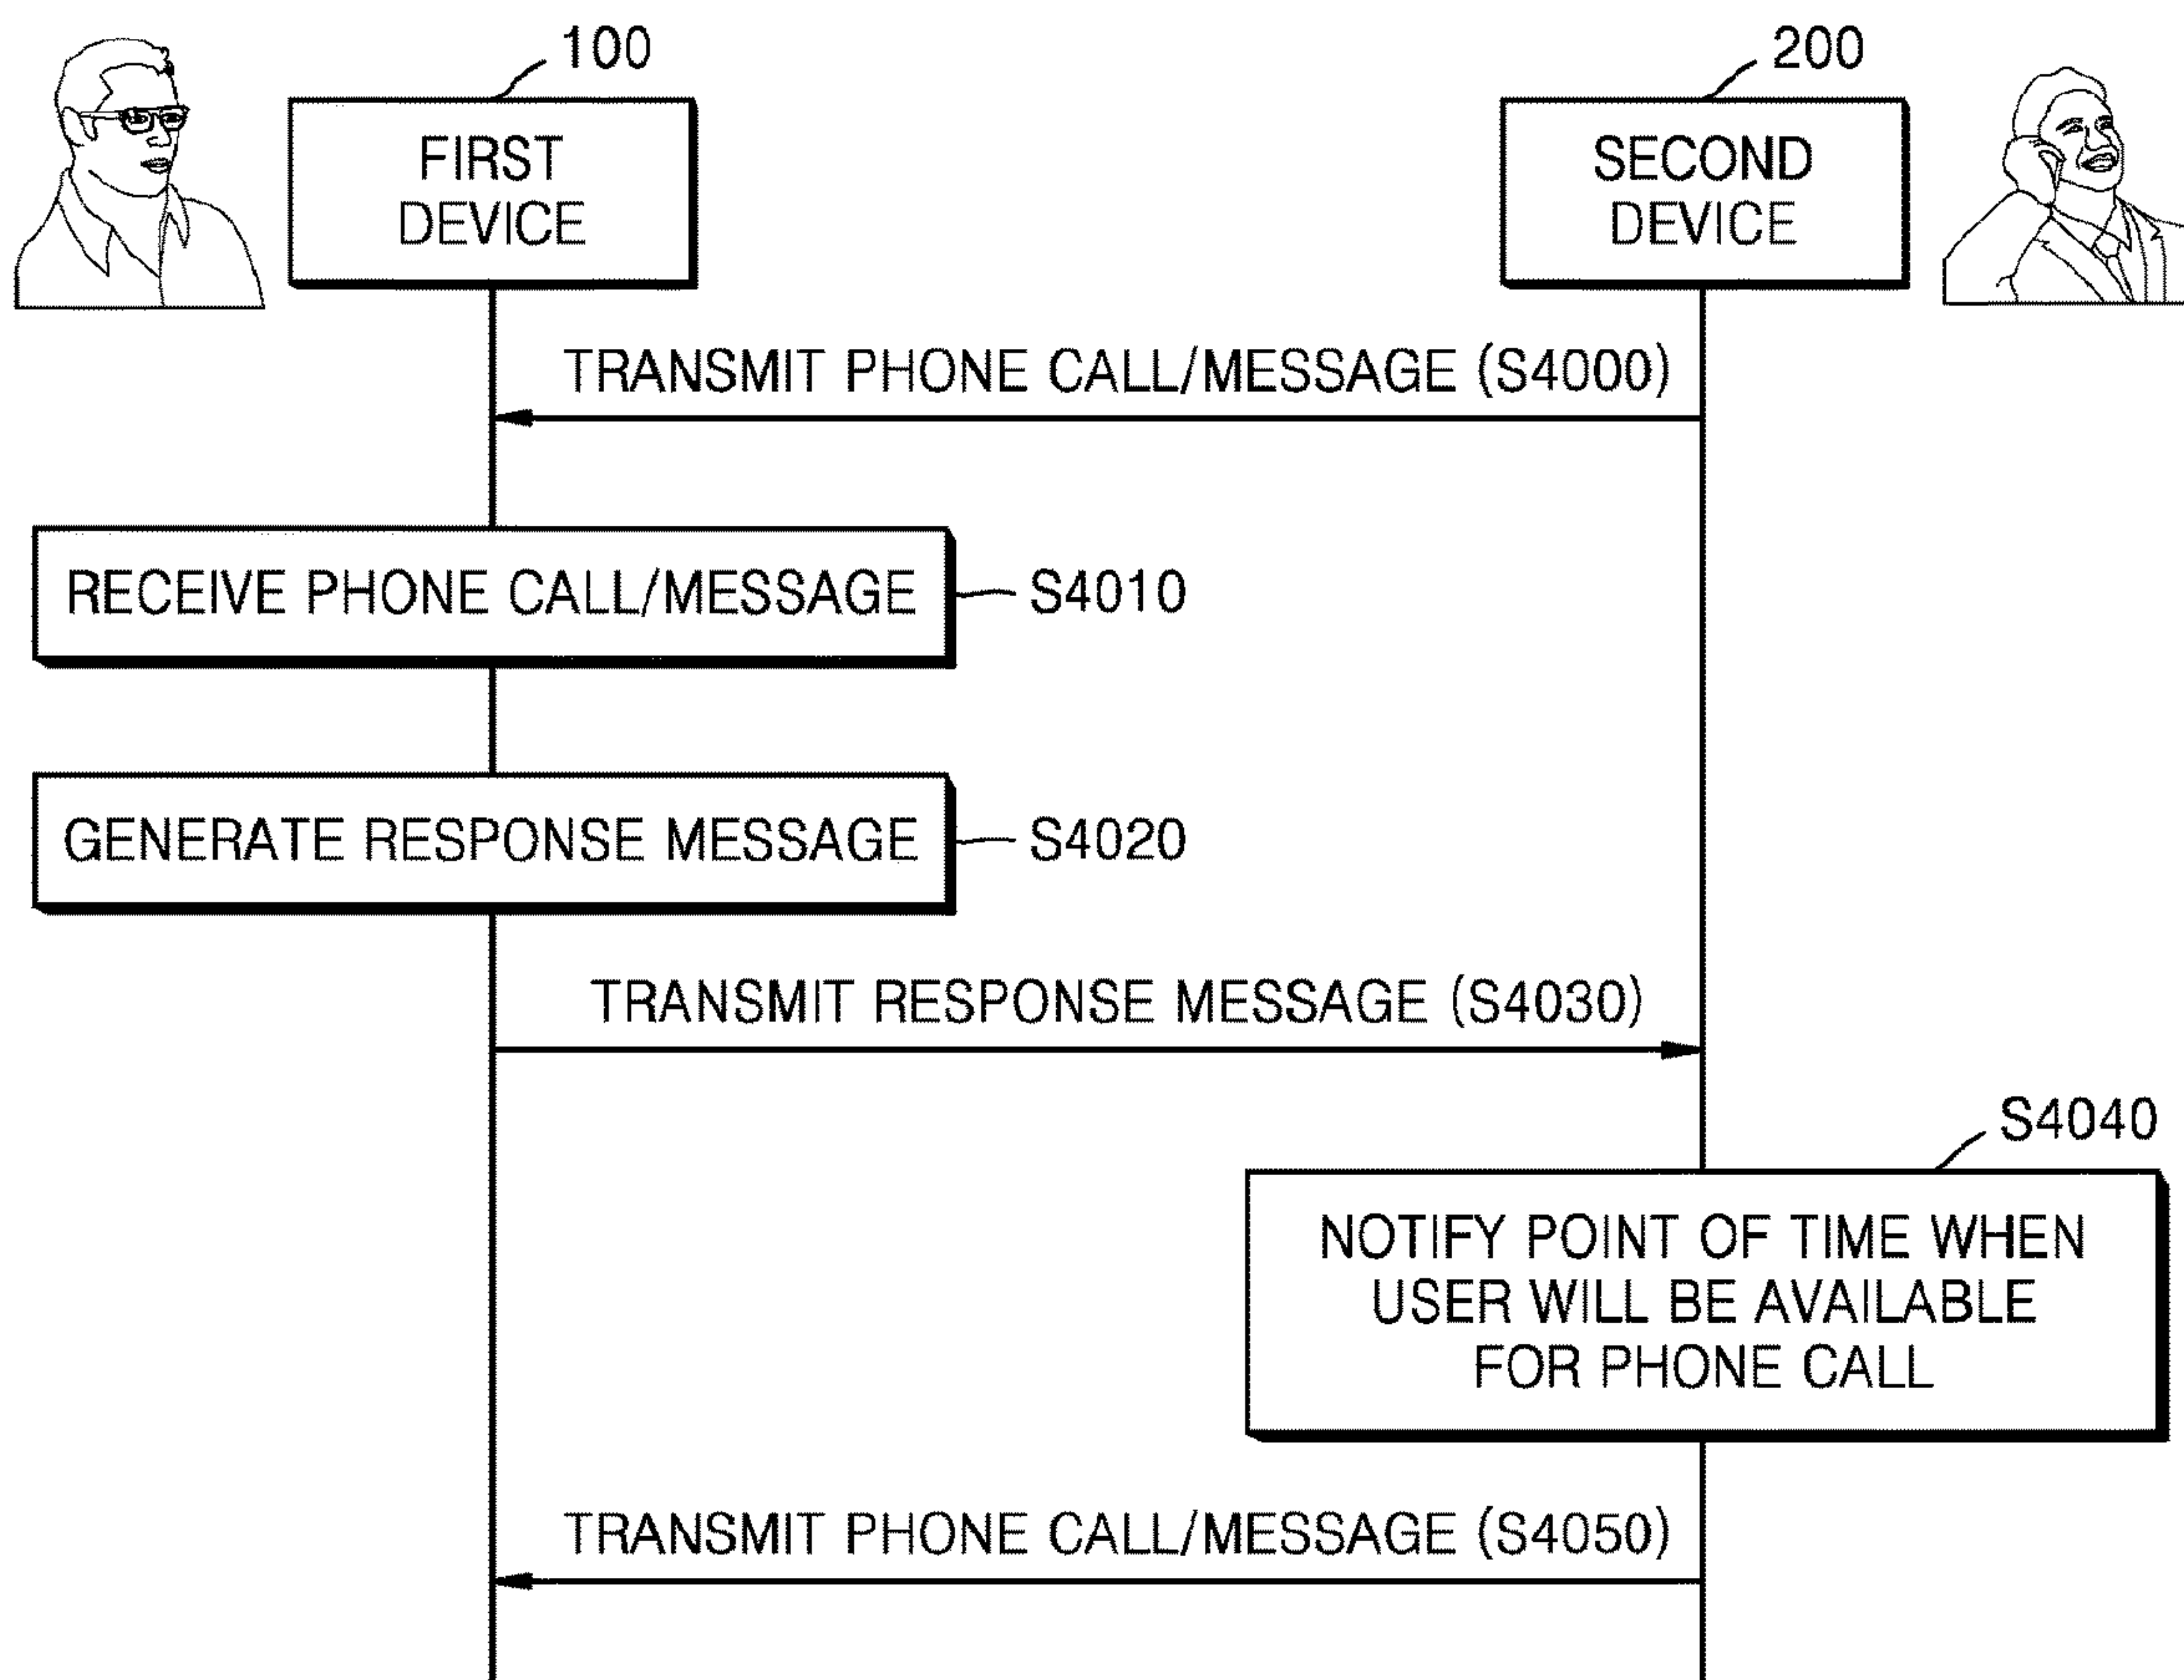 100
200
FIRST
DEVICE
SECOND
DEVICE
TRANSMIT PHONE CALL/MESSAGE (S4000)
RECEIVE PHONE CALL/MESSAGE
S4010
GENERATE RESPONSE MESSAGE
S4020
TRANSMIT RESPONSE MESSAGE (S4030)
S4040
NOTIFY POINT OF TIME WHEN
USER WILL BE AVAILABLE
FOR PHONE CALL
TRANSMIT PHONE CALL/MESSAGE (S4050)